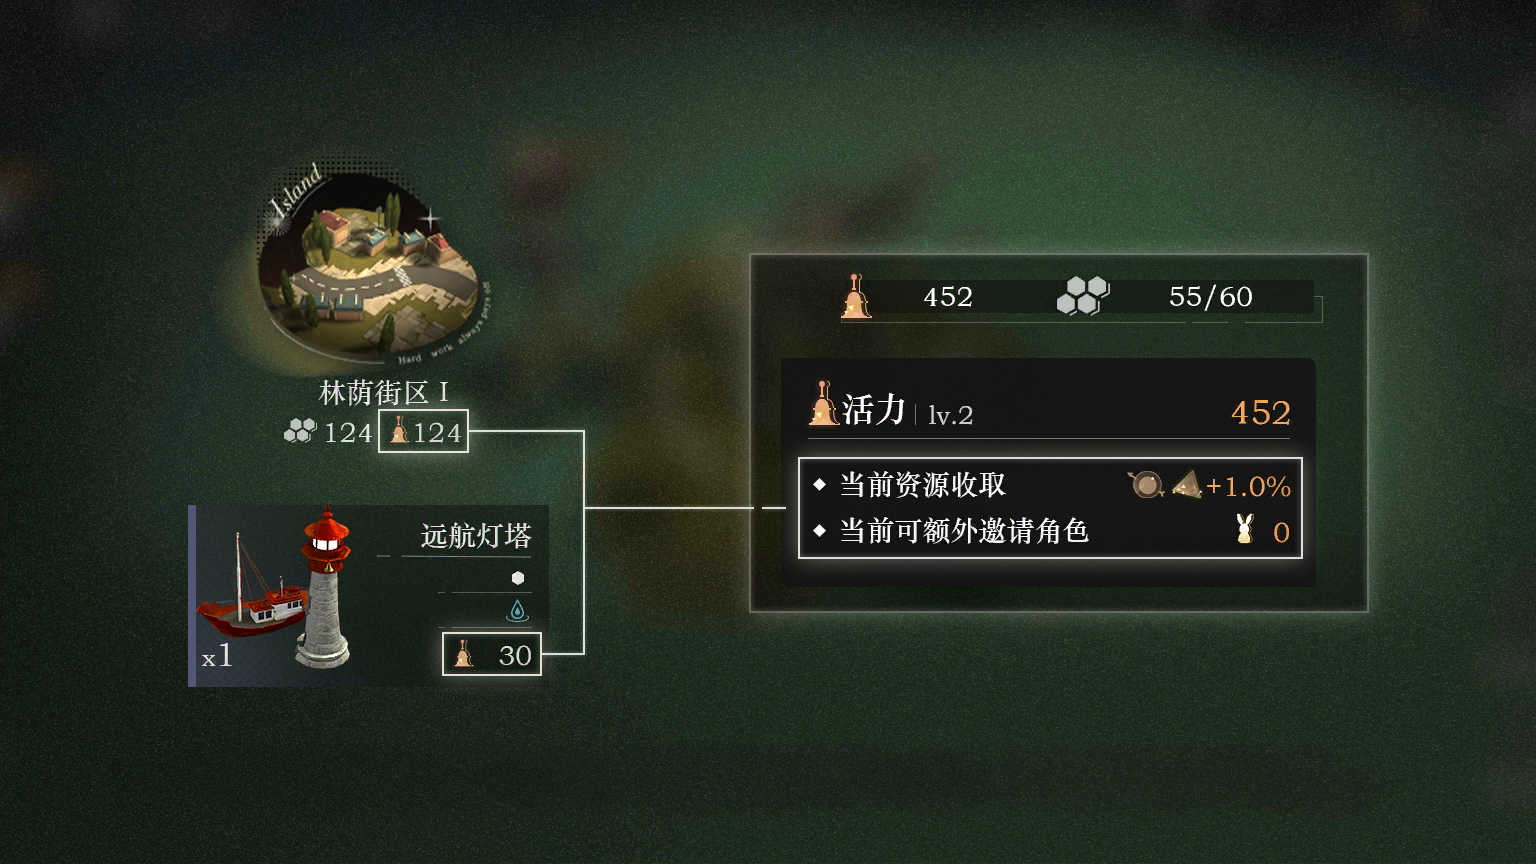 Island
Hard work always pays off
林荫街区 I
124 124
远航灯塔
x1
30
452 55/60
活力 lv.2 452
当前资源收取 +1.0%
当前可额外邀请角色 0